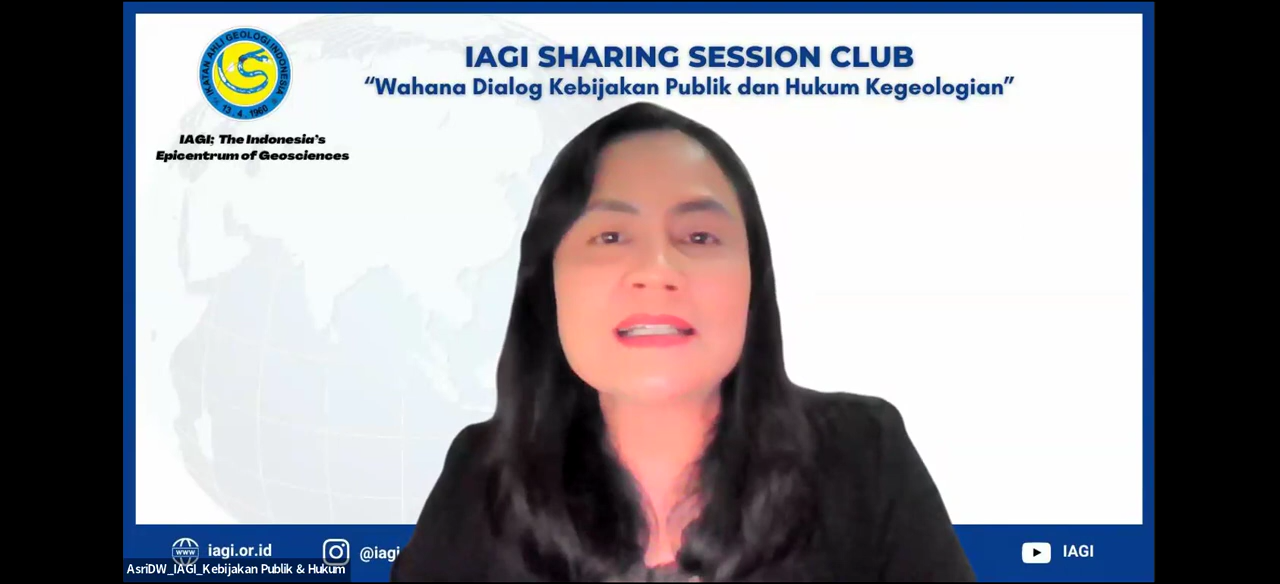 IKATAN AHLI GEOLOGI INDONESIA
13 . 4 . 1960
IAGI; The Indonesia's
Epicentrum of Geosciences
IAGI SHARING SESSION CLUB
“Wahana Dialog Kebijakan Publik dan Hukum Kegeologian”
www
iagi.or.id
@iagi
IAGI
AsriDW_IAGI_Kebijakan Publik & Hukum